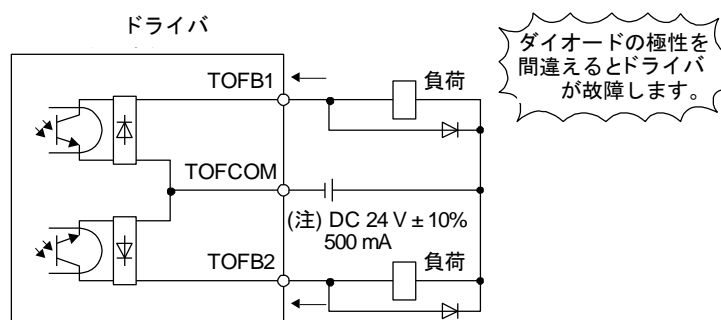 ドライバ
ダイオードの極性を
間違えるとドライバ
が故障します。
TOFB1
負荷
TOFCOM
(注) DC 24 V ± 10%
500 mA
TOFB2
負荷